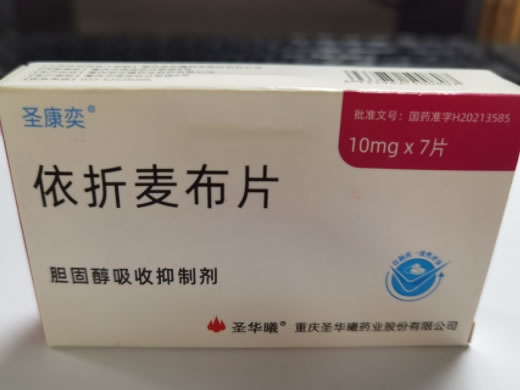 圣康奕®
批准文号：国药准字H20213585
10mg x 7片
依折麦布片
胆固醇吸收抑制剂
圣华曦® 重庆圣华曦药业股份有限公司